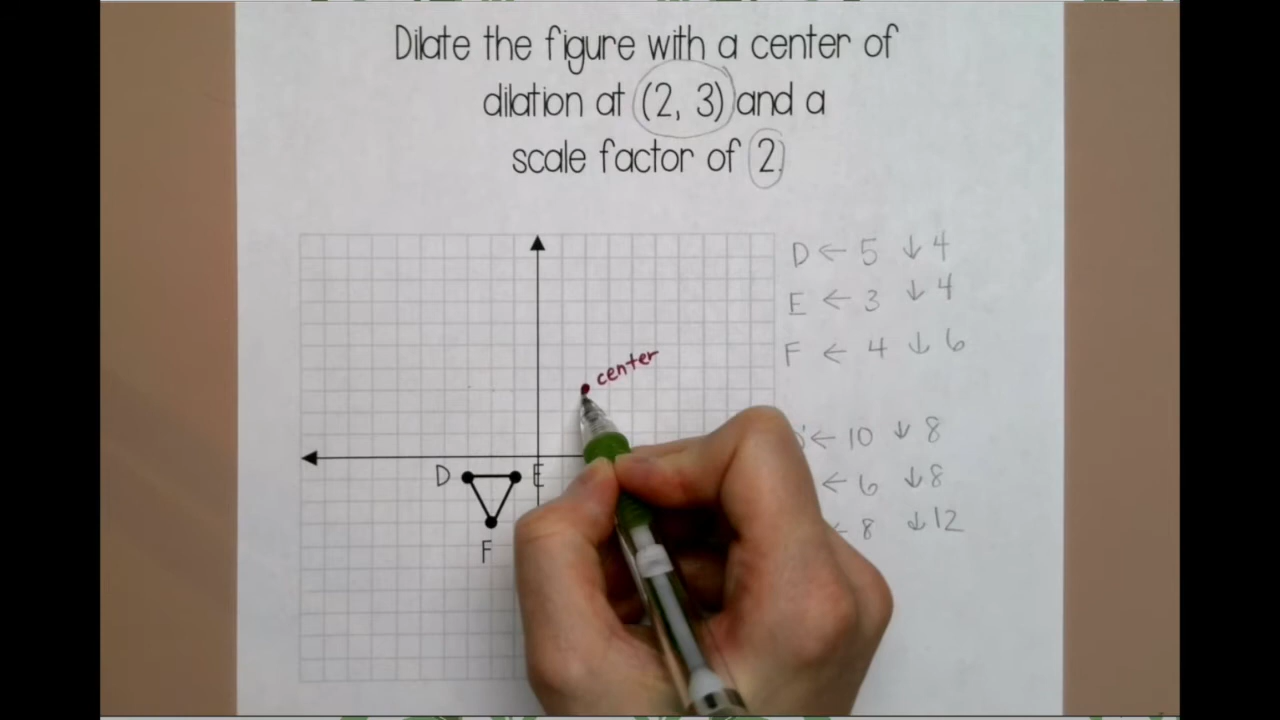 Dilate the figure with a center of
dilation at (2, 3) and a
scale factor of 2.
D ← 5 ↓ 4
E ← 3 ↓ 4
F ← 4 ↓ 6
center
' ← 10 ↓ 8
← 6 ↓ 8
← 8 ↓ 12
D E
F